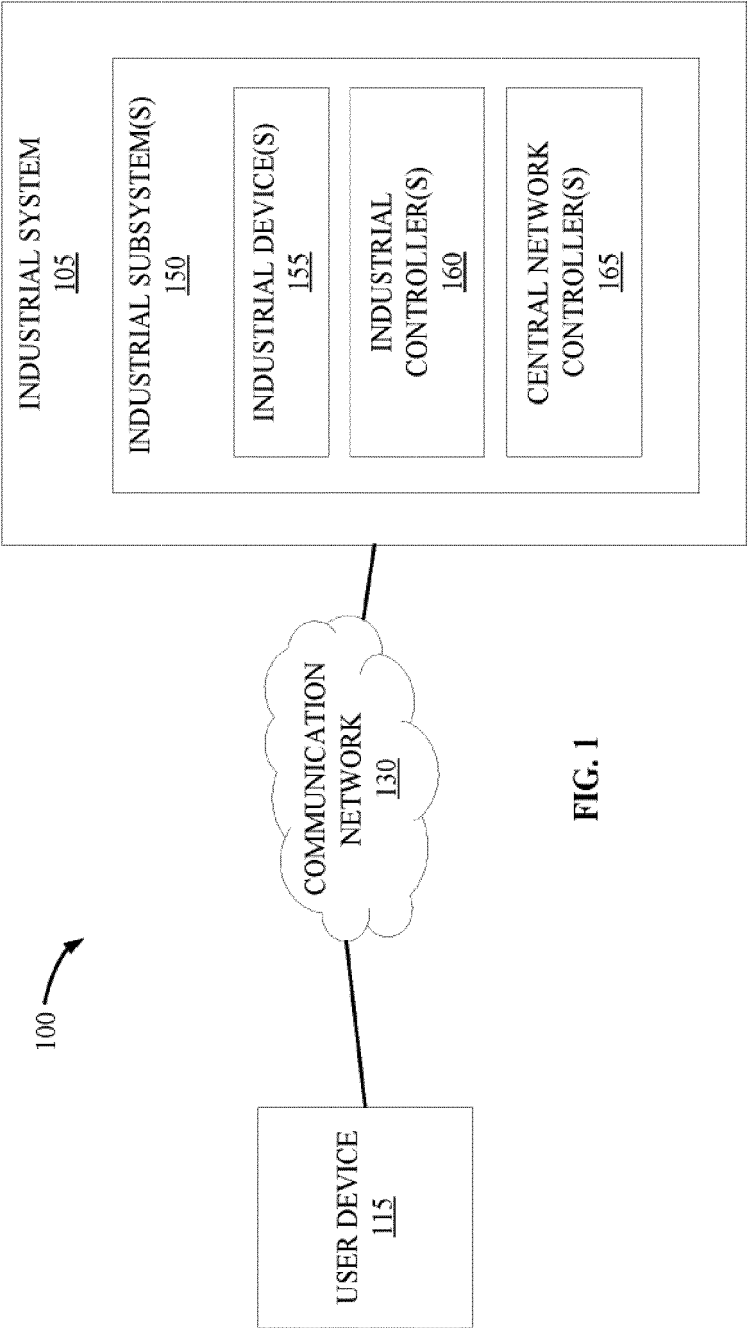 100
USER DEVICE
115
COMMUNICATION
NETWORK
130
INDUSTRIAL SYSTEM
105
INDUSTRIAL SUBSYSTEM(S)
150
INDUSTRIAL DEVICE(S)
155
INDUSTRIAL
CONTROLLER(S)
160
CENTRAL NETWORK
CONTROLLER(S)
165
FIG. 1